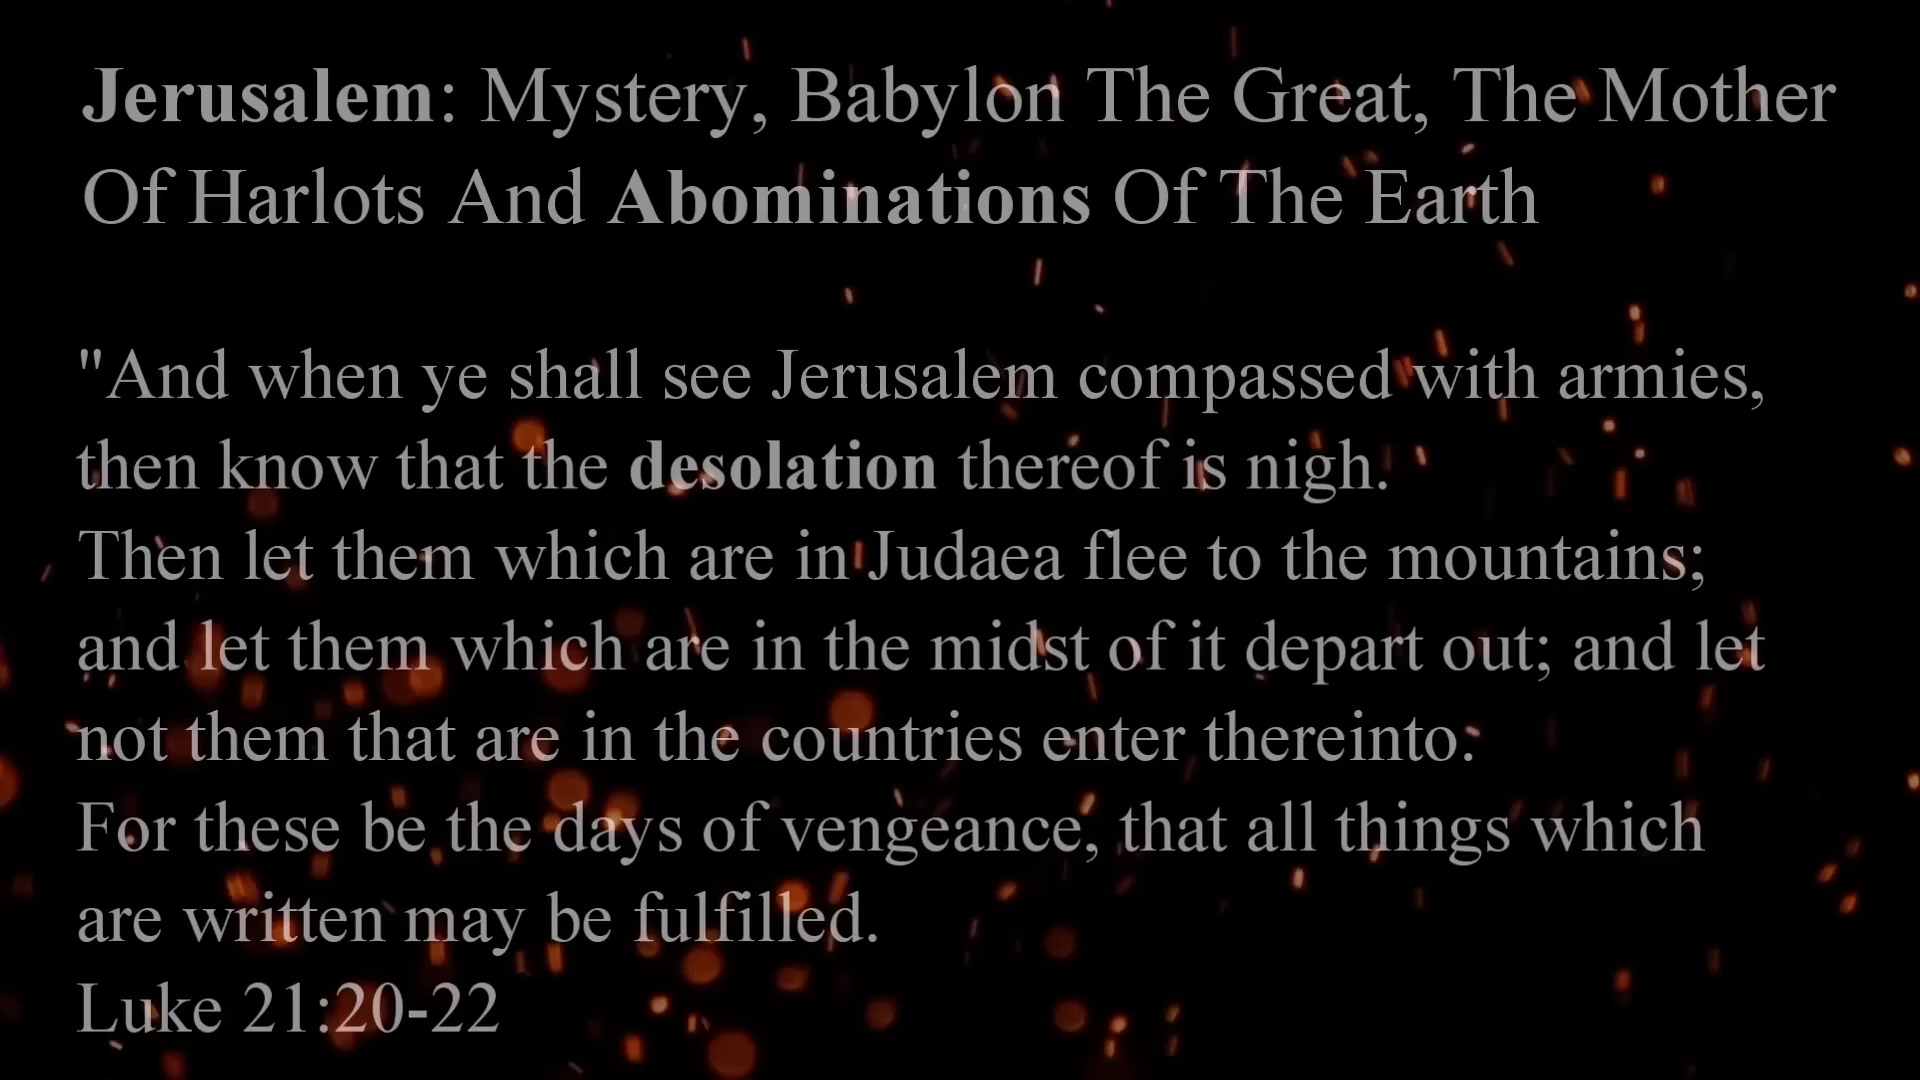 Jerusalem: Mystery, Babylon The Great, The Mother
Of Harlots And Abominations Of The Earth
"And when ye shall see Jerusalem compassed with armies,
then know that the desolation thereof is nigh.
Then let them which are in Judaea flee to the mountains;
and let them which are in the midst of it depart out; and let
not them that are in the countries enter thereinto.
For these be the days of vengeance, that all things which
are written may be fulfilled.
Luke 21:20-22